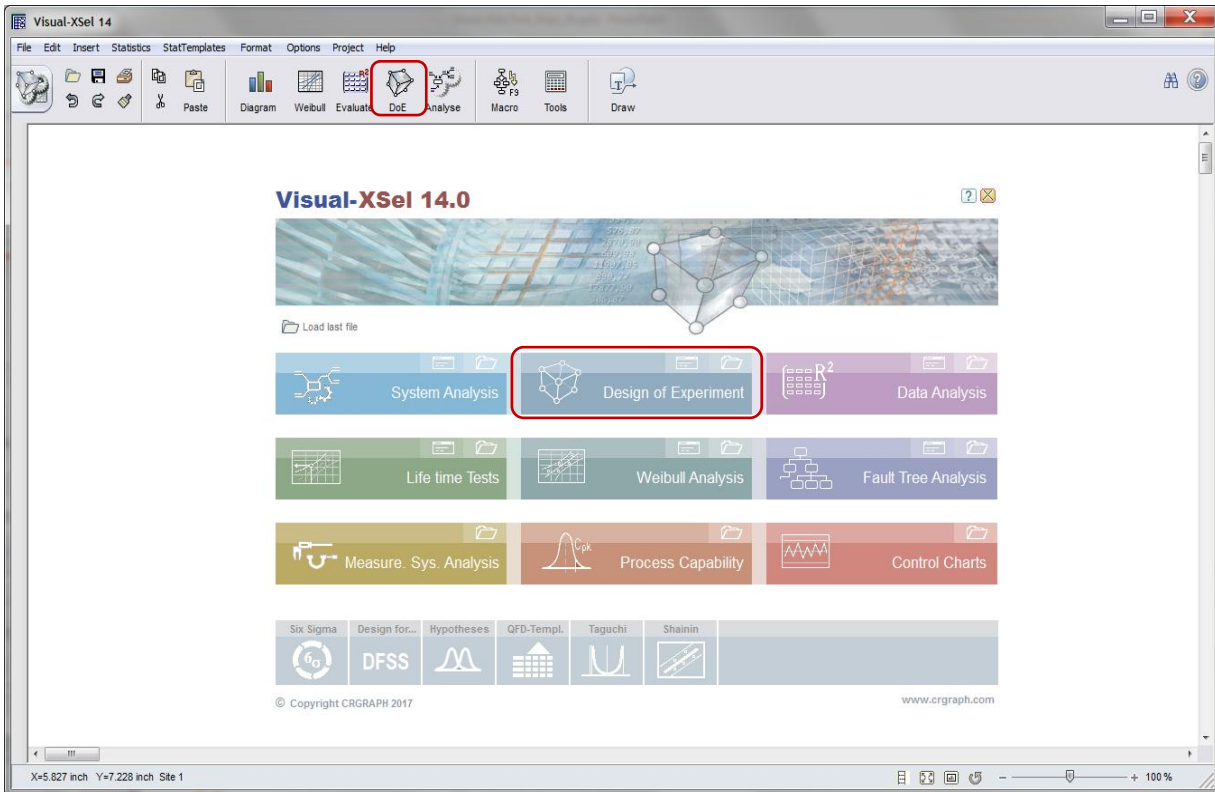 Visual-XSel 14
File Edit Insert Statistics StatTemplates Format Options Project Help
Paste Diagram Weibull Evaluate DoE Analyse Macro Tools Draw
R²
F9
T
?
Visual-XSel 14.0
?
Load last file
System Analysis
Design of Experiment
R²
Data Analysis
Life time Tests
Weibull Analysis
Fault Tree Analysis
Measure. Sys. Analysis
Cpk
Process Capability
Control Charts
Six Sigma Design for... Hypotheses QFD-Templ. Taguchi Shainin
6σ DFSS
© Copyright CRGRAPH 2017
www.crgraph.com
X=5.827 inch Y=7.228 inch Site 1
- + 100 %